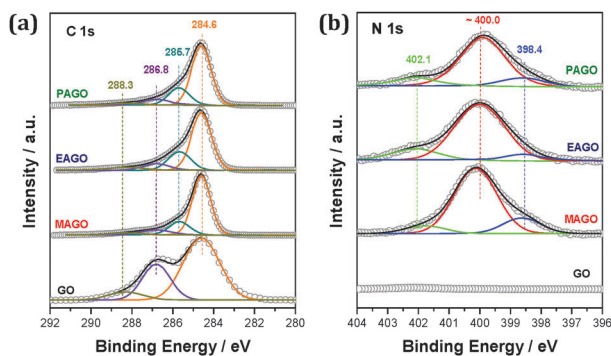 (a)
C 1s
284.6
286.7
286.8
288.3
PAGO
EAGO
MAGO
GO
Intensity / a.u.
292 290 288 286 284 282 280
Binding Energy / eV
(b)
N 1s
~ 400.0
402.1
398.4
PAGO
EAGO
MAGO
GO
Intensity / a.u.
404 403 402 401 400 399 398 397 396
Binding Energy / eV